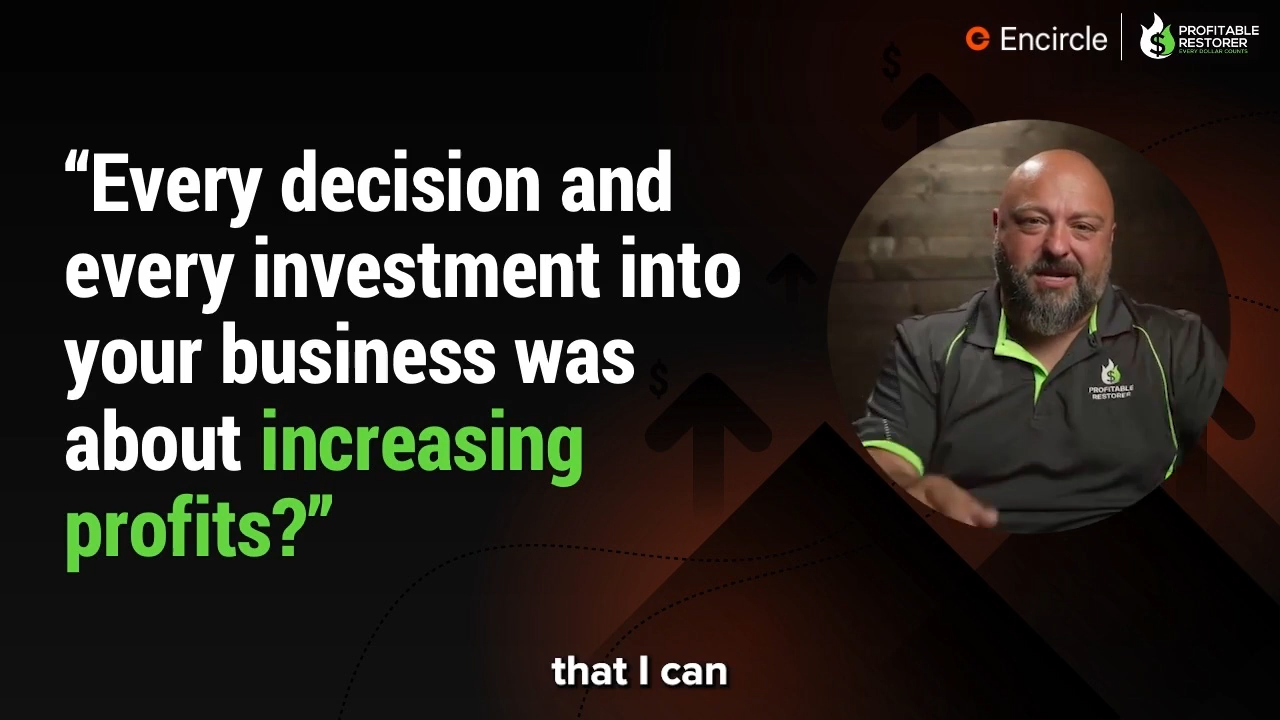 Encircle
PROFITABLE
RESTORER
EVERY DOLLAR COUNTS
“Every decision and
every investment into
your business was
about increasing
profits?”
PROFITABLE
RESTORER
that I can